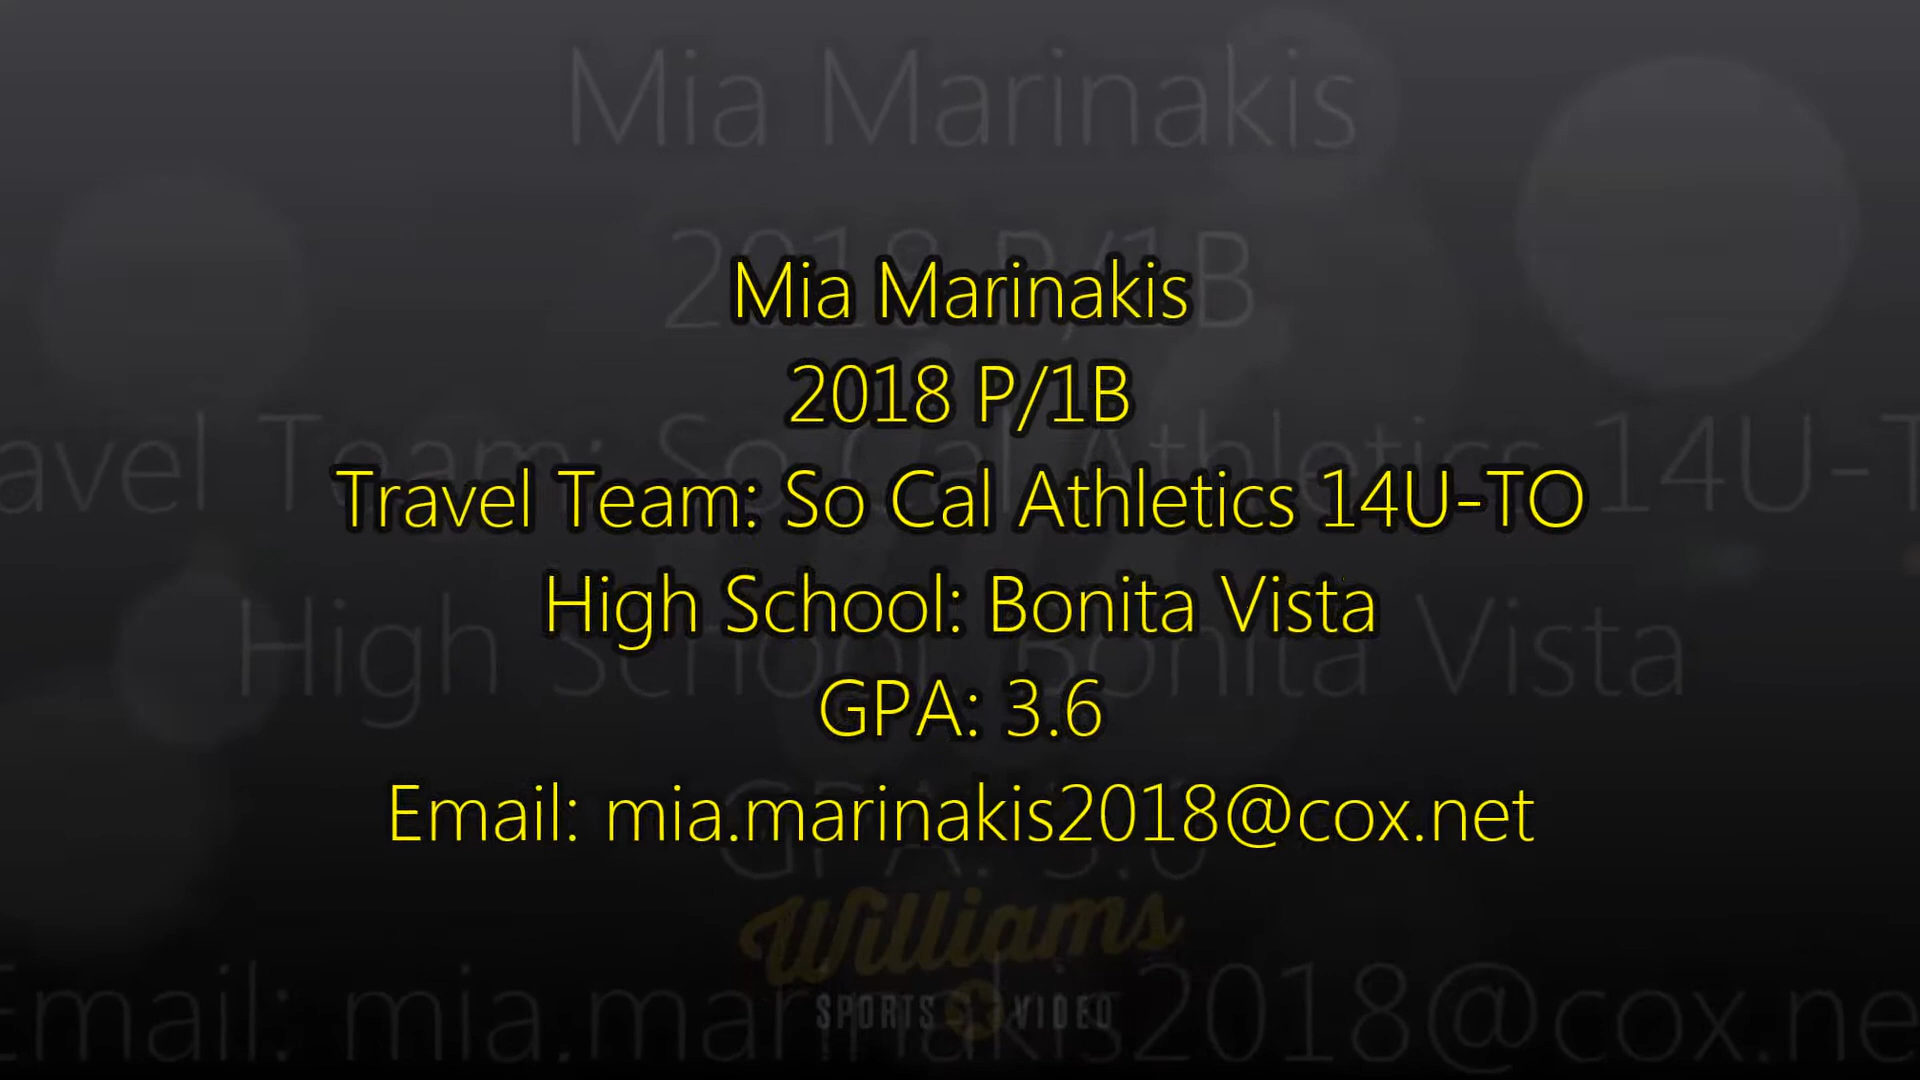 Mia Marinakis
2018 P/1B
Travel Team: So Cal Athletics 14U-TO
High School: Bonita Vista
GPA: 3.6
Email: mia.marinakis2018@cox.net
Williams
SPORTS VIDEO